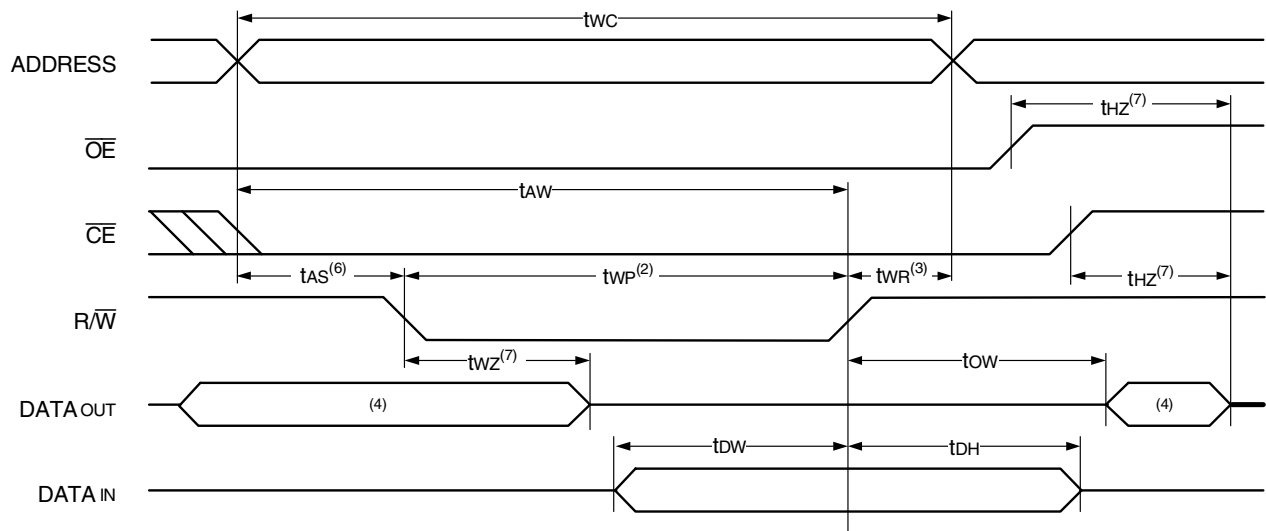 tWC
ADDRESS
tHZ(7)
OE
tAW
CE
tAS(6) tWP(2) tWR(3) tHZ(7)
R/W
tWZ(7) tOW
DATA OUT (4) (4)
tDW tDH
DATA IN